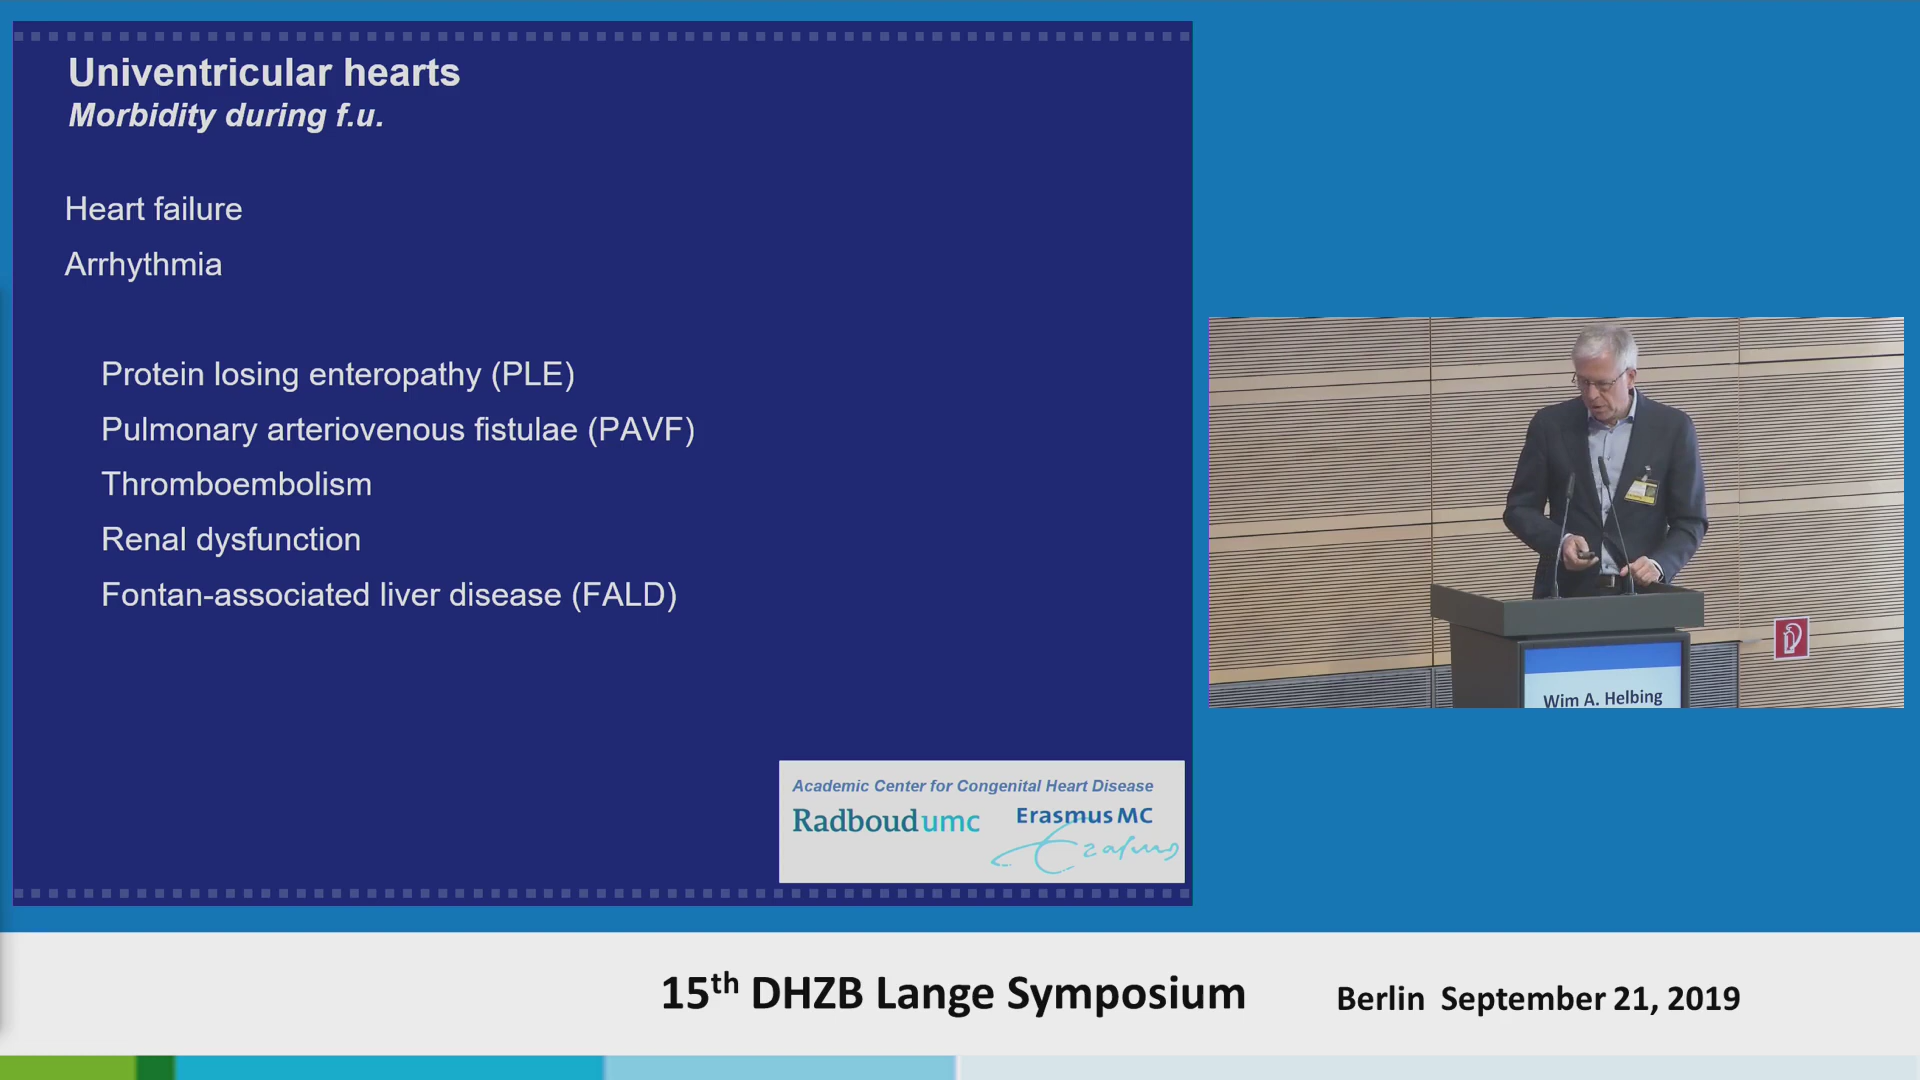 Univentricular hearts
Morbidity during f.u.
Heart failure
Arrhythmia
Protein losing enteropathy (PLE)
Pulmonary arteriovenous fistulae (PAVF)
Thromboembolism
Renal dysfunction
Fontan-associated liver disease (FALD)
Academic Center for Congenital Heart Disease
Radboudumc
Erasmus MC
Erasmus
Wim A. Helbing
15th DHZB Lange Symposium
Berlin September 21, 2019